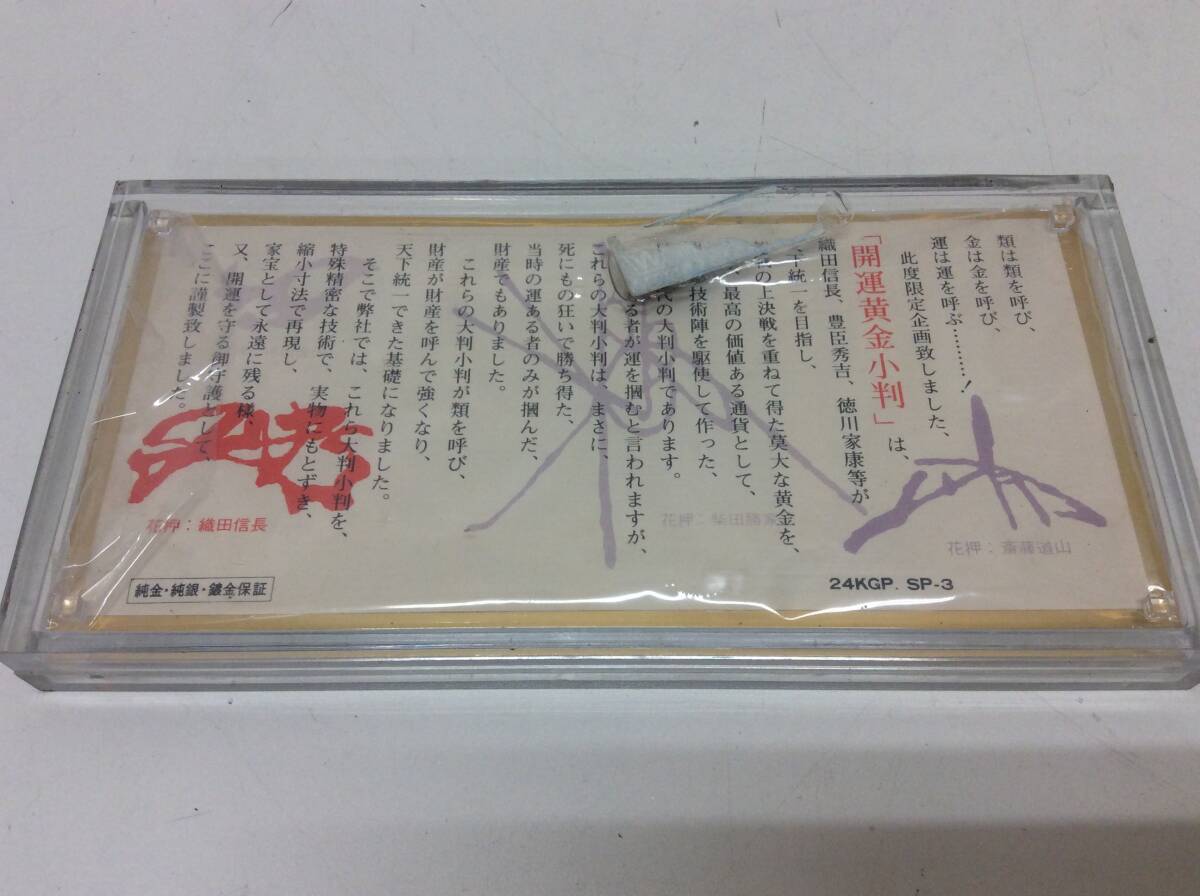 類は類を呼び、
金は金を呼び、
運は運を呼ぶ………!
此度限定企画致しました、
「開運黄金小判」は、
織田信長、豊臣秀吉、徳川家康等が
下統一を目指し、
の上決戦を重ねて得た莫大な黄金を、
最高の価値ある通貨として、
技術陣を駆使して作った、
代の大判小判であります。
る者が運を掴むと言われますが、
これらの大判小判は、まさに、
死にもの狂いで勝ち得た、
当時の運ある者のみが掴んだ、
財産でもありました。
これらの大判小判が類を呼び、
財産が財産を呼んで強くなり、
天下統一できた基礎になりました。
そこで弊社では、これら大判小判を、
特殊精密な技術で、実物にもとずき、
縮小寸法で再現し、
家宝として永遠に残る様、
又、開運を守る御守護として、
ここに謹製致しました。
花押:斎藤道山
花押:柴田勝家
花押:織田信長
24KGP. SP-3
純金・純銀・鍍金保証